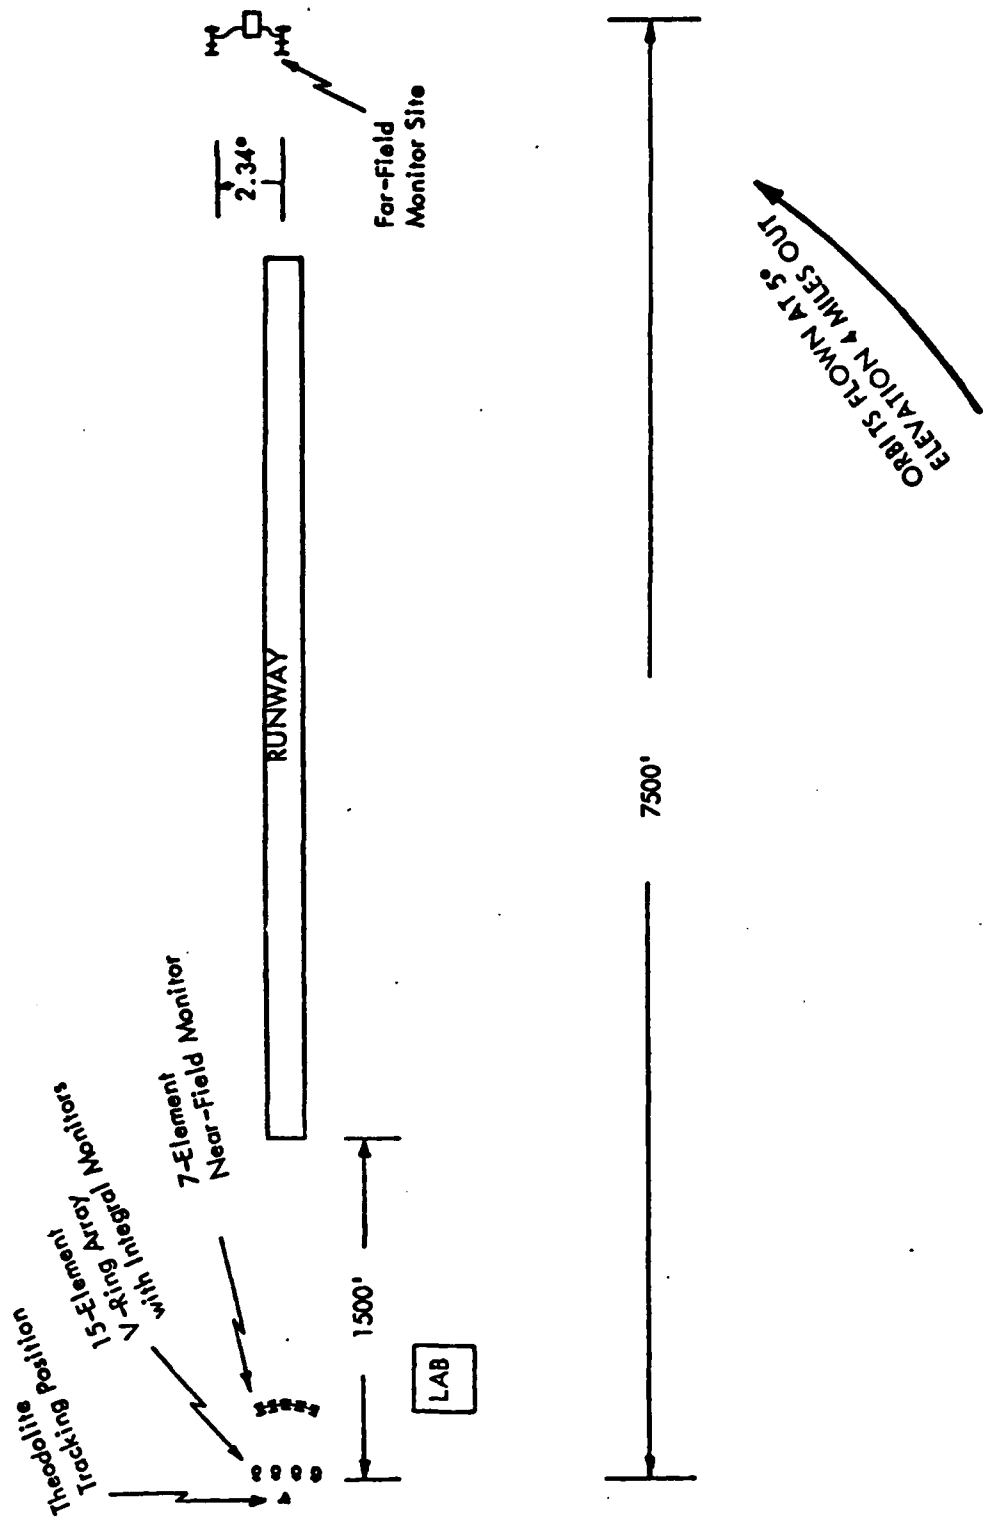 Theodolite
Tracking Position
15-Element
V-Ring Array Monitors
with Integral Monitors
7-Element
Near-Field Monitor
1500'
LAB
RUNWAY
7500'
2.34°
Far-Field
Monitor Site
ORBITS FLOWN AT 5°
ELEVATION 4 MILES OUT